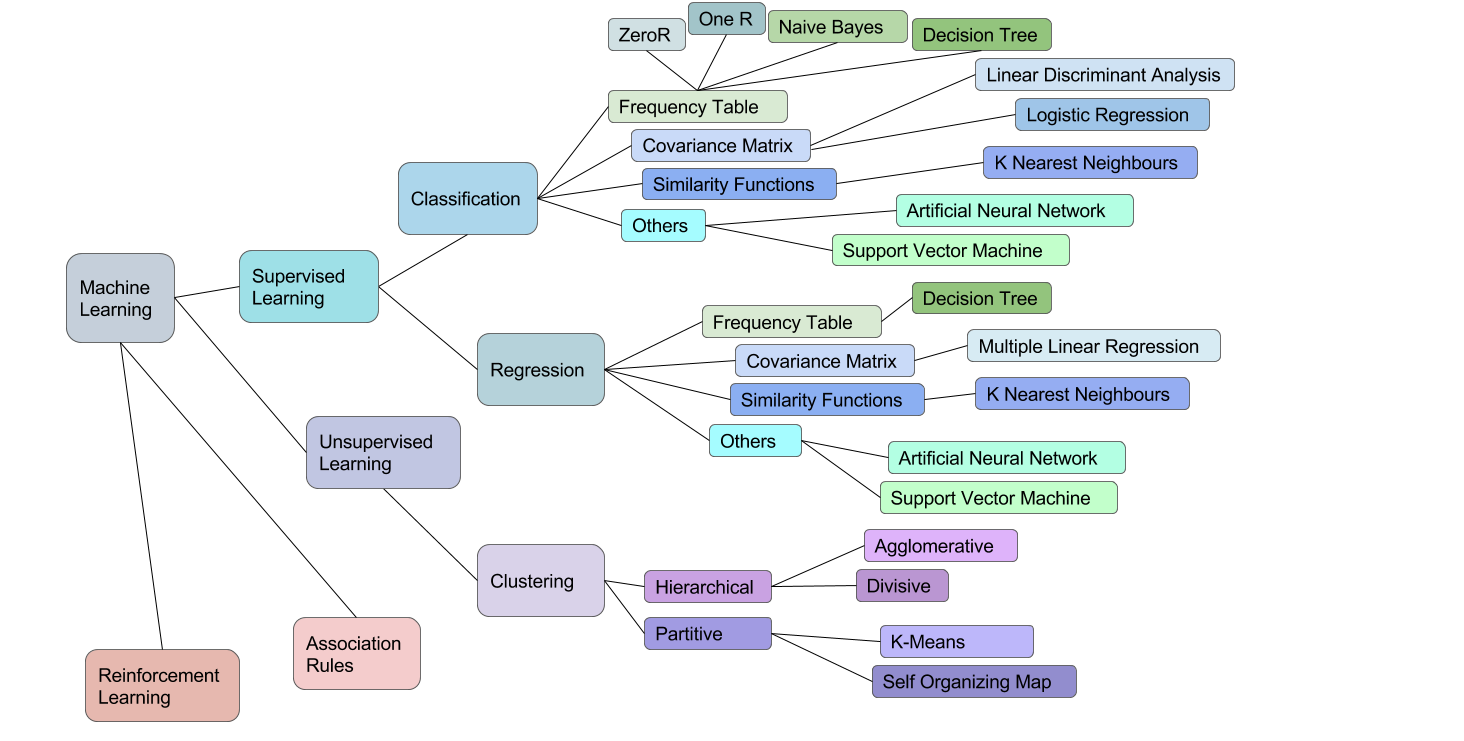 ZeroR
One R
Naive Bayes
Decision Tree
Linear Discriminant Analysis
Frequency Table
Logistic Regression
Covariance Matrix
K Nearest Neighbours
Similarity Functions
Classification
Artificial Neural Network
Others
Support Vector Machine
Machine
Learning
Supervised
Learning
Decision Tree
Frequency Table
Multiple Linear Regression
Covariance Matrix
Regression
K Nearest Neighbours
Similarity Functions
Others
Artificial Neural Network
Support Vector Machine
Unsupervised
Learning
Agglomerative
Clustering
Hierarchical
Divisive
Partitive
K-Means
Self Organizing Map
Association
Rules
Reinforcement
Learning